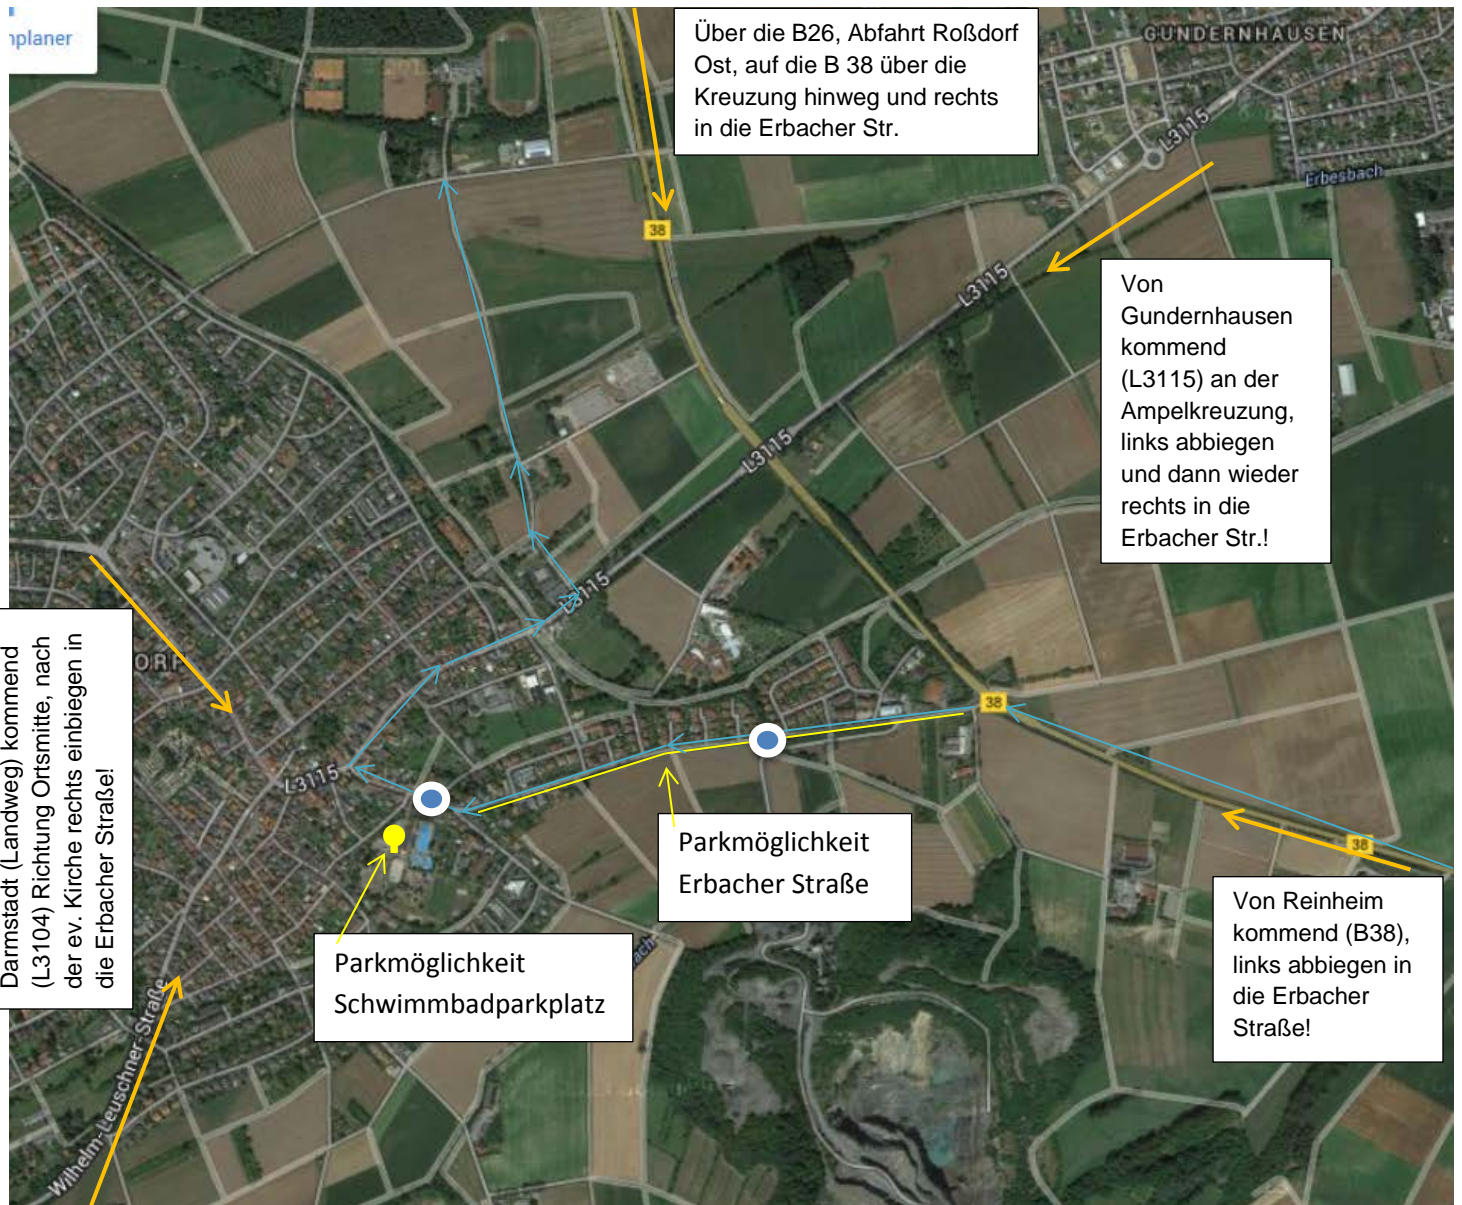 nplaner
Über die B26, Abfahrt Roßdorf
Ost, auf die B 38 über die
Kreuzung hinweg und rechts
in die Erbacher Str.
GUNDERNHAUSEN
L3115
Erbesbach
38
L3115
Von
Gundernhausen
kommend
(L3115) an der
Ampelkreuzung,
links abbiegen
und dann wieder
rechts in die
Erbacher Str.!
L3115
L3115
Darmstadt (Landweg) kommend
(L3104) Richtung Ortsmitte, nach
der ev. Kirche rechts einbiegen in
die Erbacher Straße!
ORF
38
L3115
38
Parkmöglichkeit
Erbacher Straße
Von Reinheim
kommend (B38),
links abbiegen in
die Erbacher
Straße!
Parkmöglichkeit
Schwimmbadparkplatz
ach
Wilhelm-Leuschner-Straße